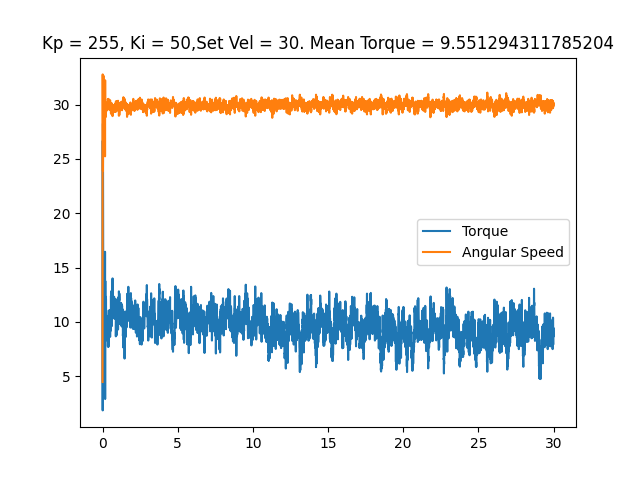 Kp = 255, Ki = 50,Set Vel = 30. Mean Torque = 9.551294311785204
30
25
20
15
10
5
Torque
Angular Speed
0 5 10 15 20 25 30